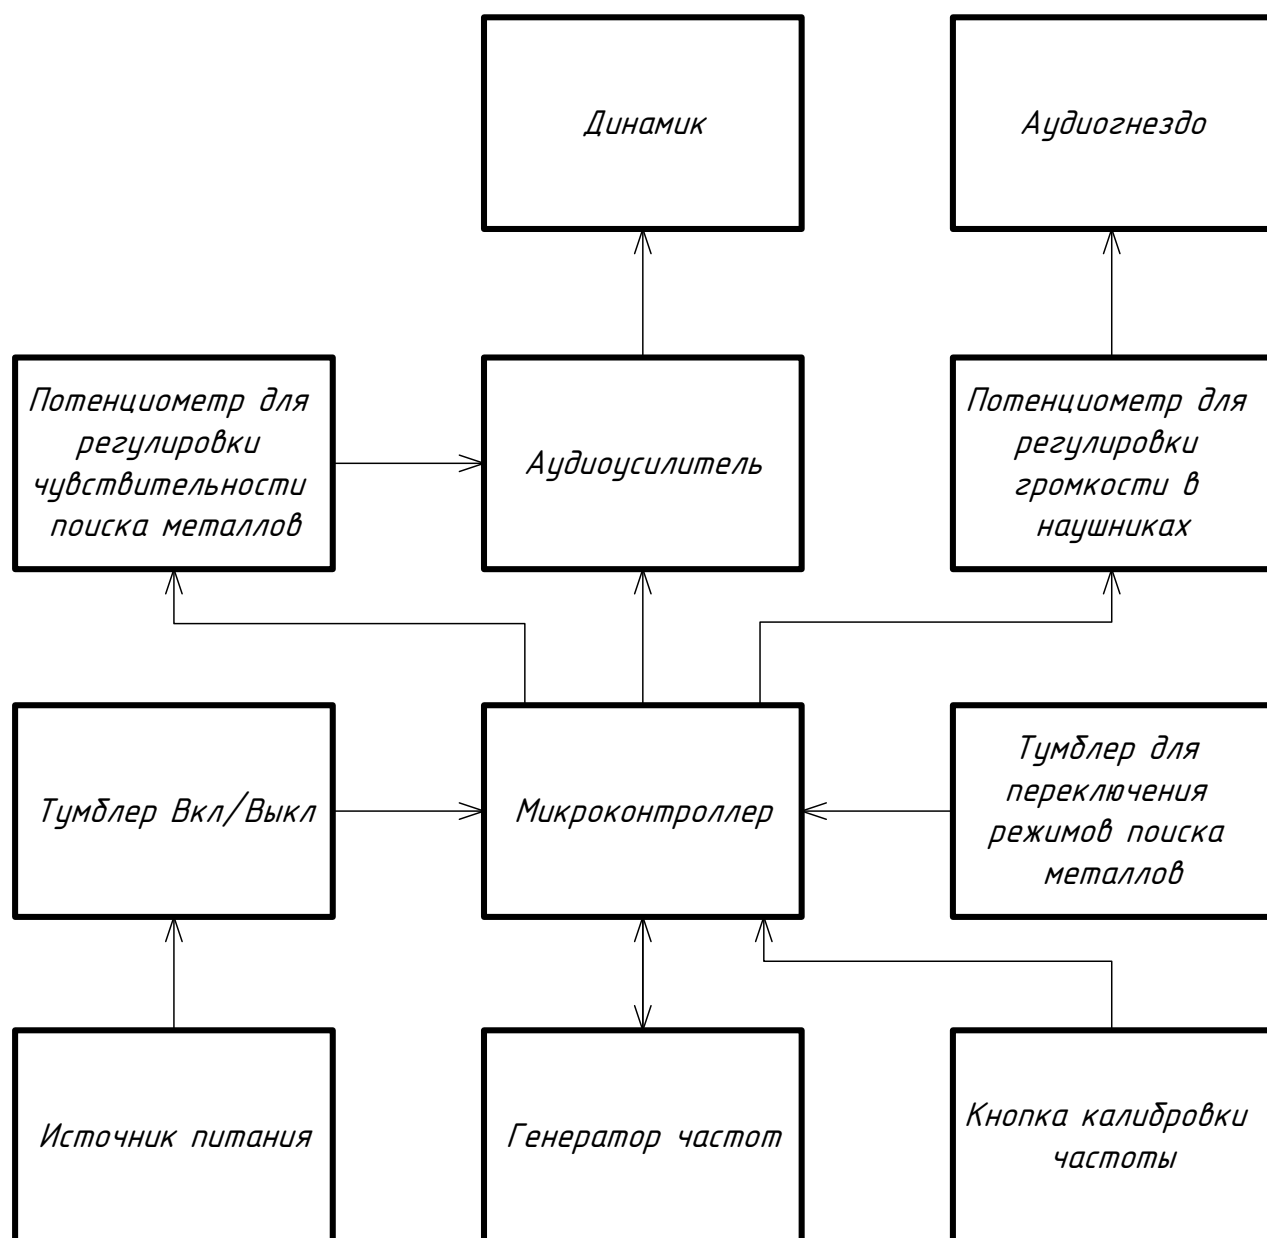 Динамик
Аудиогнездо
Потенциометр для
регулировки
чувствительности
поиска металлов
Аудиоусилитель
Потенциометр для
регулировки
громкости в
наушниках
Тумблер Вкл/Выкл
Микроконтроллер
Тумблер для
переключения
режимов поиска
металлов
Источник питания
Генератор частот
Кнопка калибровки
частоты